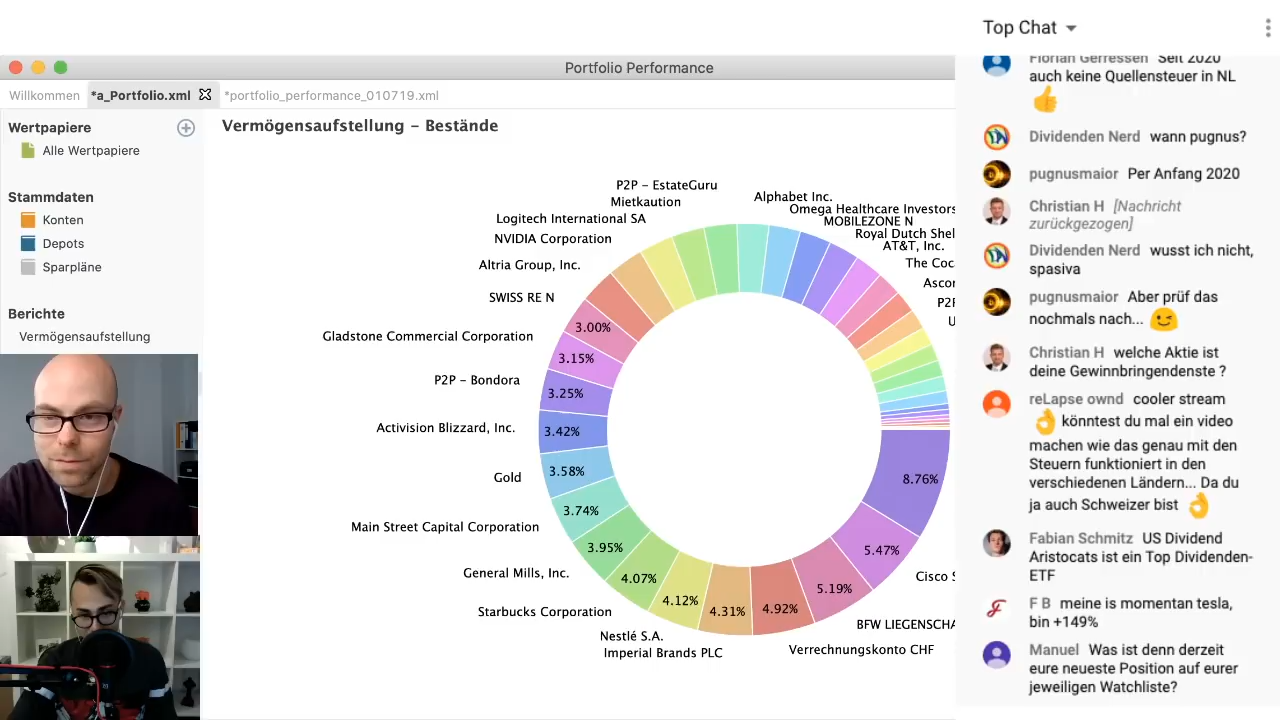 Top Chat
Portfolio Performance
Willkommen
*a_Portfolio.xml
*portfolio_performance_010719.xml
Wertpapiere
Alle Wertpapiere
Stammdaten
Konten
Depots
Sparpläne
Berichte
Vermögensaufstellung
Vermögensaufstellung – Bestände
P2P – EstateGuru
Mietkaution
Logitech International SA
NVIDIA Corporation
Altria Group, Inc.
SWISS RE N
Gladstone Commercial Corporation
P2P – Bondora
Activision Blizzard, Inc.
Gold
Main Street Capital Corporation
General Mills, Inc.
Starbucks Corporation
Nestlé S.A.
Imperial Brands PLC
Verrechnungskonto CHF
BFW LIEGENSCHA
Cisco S
Alphabet Inc.
Omega Healthcare Investors
MOBILEZONE N
Royal Dutch Shel
AT&T, Inc.
The Coc
Ascor
P2P
U
3.00%
3.15%
3.25%
3.42%
3.58%
3.74%
3.95%
4.07%
4.12%
4.31%
4.92%
5.19%
5.47%
8.76%
Florian Gerressen Seit 2020
auch keine Quellensteuer in NL
Dividenden Nerd wann pugnus?
pugnusmaior Per Anfang 2020
Christian H [Nachricht
zurückgezogen]
Dividenden Nerd wusst ich nicht,
spasiva
pugnusmaior Aber prüf das
nochmals nach...
Christian H welche Aktie ist
deine Gewinnbringendenste ?
reLapse ownd cooler stream
könntest du mal ein video
machen wie das genau mit den
Steuern funktioniert in den
verschiedenen Ländern... Da du
ja auch Schweizer bist
Fabian Schmitz US Dividend
Aristocats ist ein Top Dividenden-
ETF
F B meine is momentan tesla,
bin +149%
Manuel Was ist denn derzeit
eure neueste Position auf eurer
jeweiligen Watchliste?